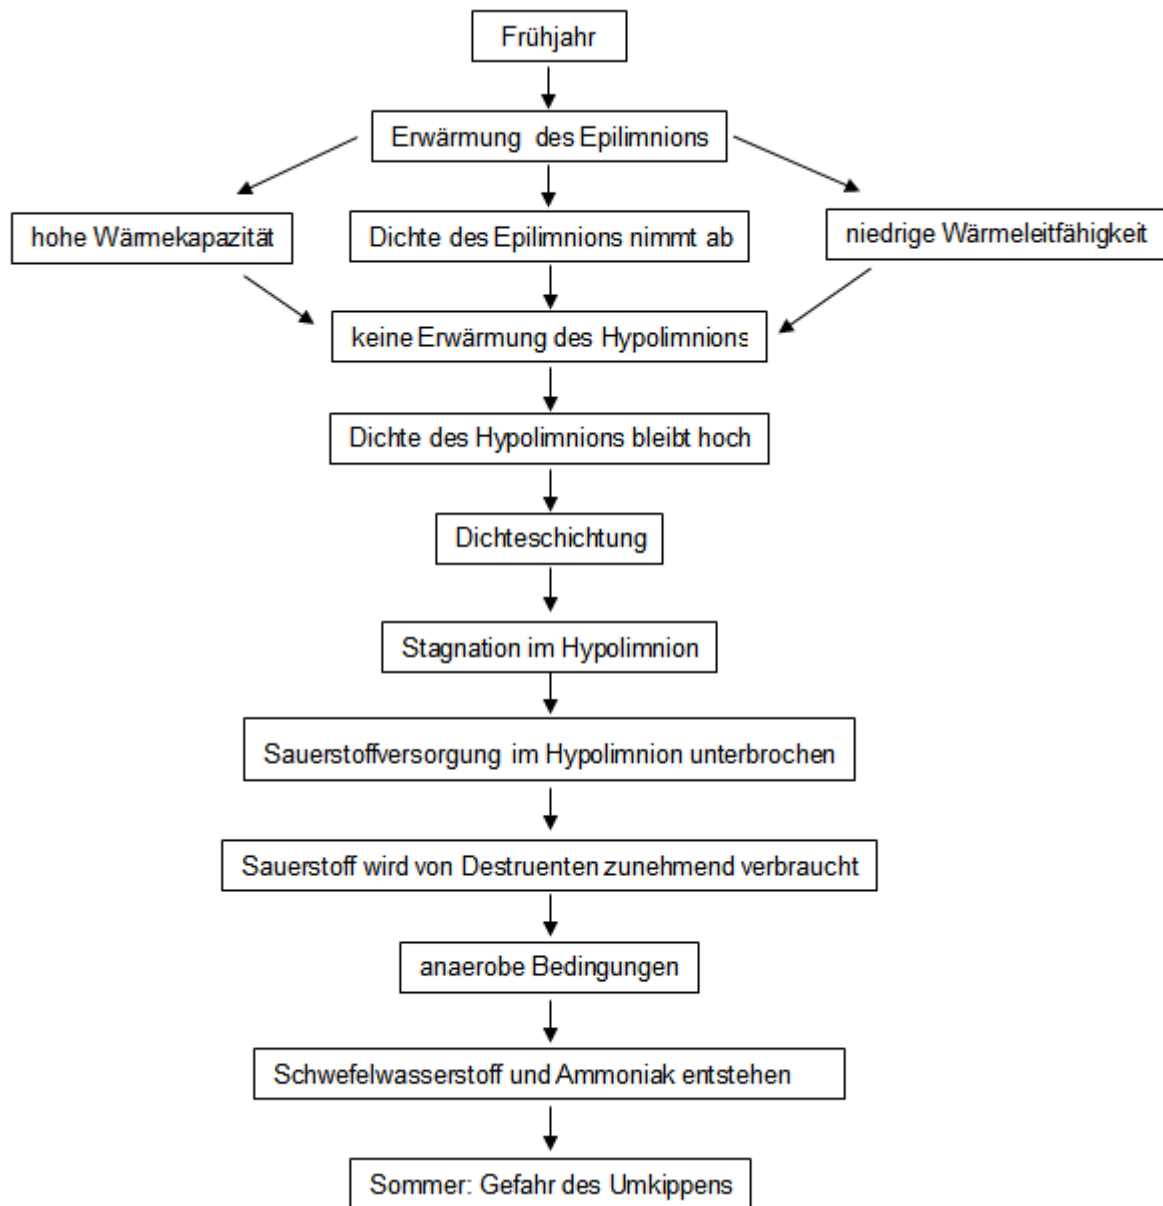 Frühjahr
Erwärmung des Epilimnions
hohe Wärmekapazität
Dichte des Epilimnions nimmt ab
niedrige Wärmeleitfähigkeit
keine Erwärmung des Hypolimnions
Dichte des Hypolimnions bleibt hoch
Dichteschichtung
Stagnation im Hypolimnion
Sauerstoffversorgung im Hypolimnion unterbrochen
Sauerstoff wird von Destruenten zunehmend verbraucht
anaerobe Bedingungen
Schwefelwasserstoff und Ammoniak entstehen
Sommer: Gefahr des Umkippens